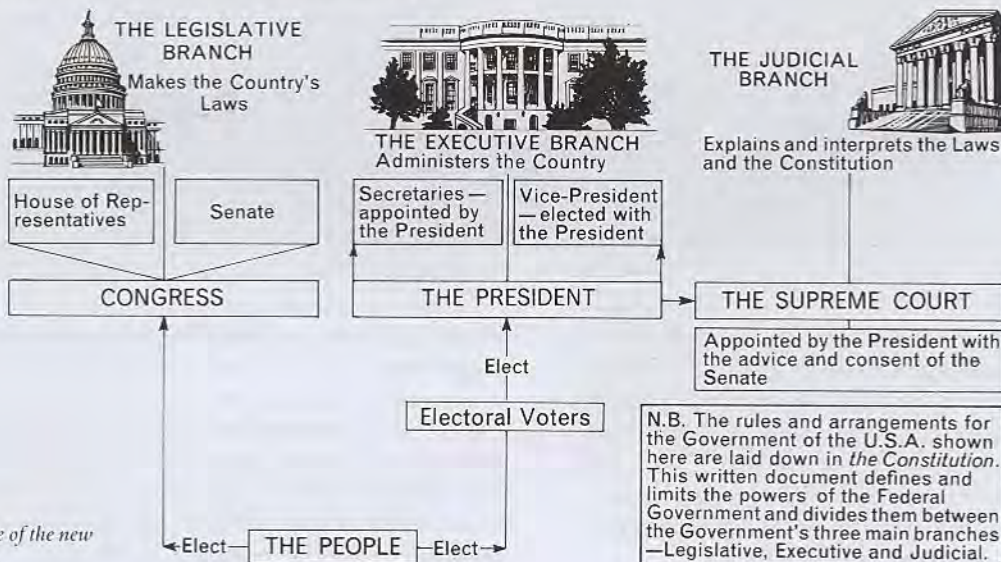 THE LEGISLATIVE
BRANCH
Makes the Country's
Laws
House of Rep-
resentatives
Senate
CONGRESS
THE EXECUTIVE BRANCH
Administers the Country
Secretaries —
appointed by
the President
Vice-President
— elected with
the President
THE PRESIDENT
THE JUDICIAL
BRANCH
Explains and interprets the Laws
and the Constitution
THE SUPREME COURT
Appointed by the President with
the advice and consent of the
Senate
Elect
Electoral Voters
N.B. The rules and arrangements for
the Government of the U.S.A. shown
here are laid down in the Constitution.
This written document defines and
limits the powers of the Federal
Government and divides them between
the Government's three main branches
—Legislative, Executive and Judicial.
of the new
Elect
THE PEOPLE
Elect